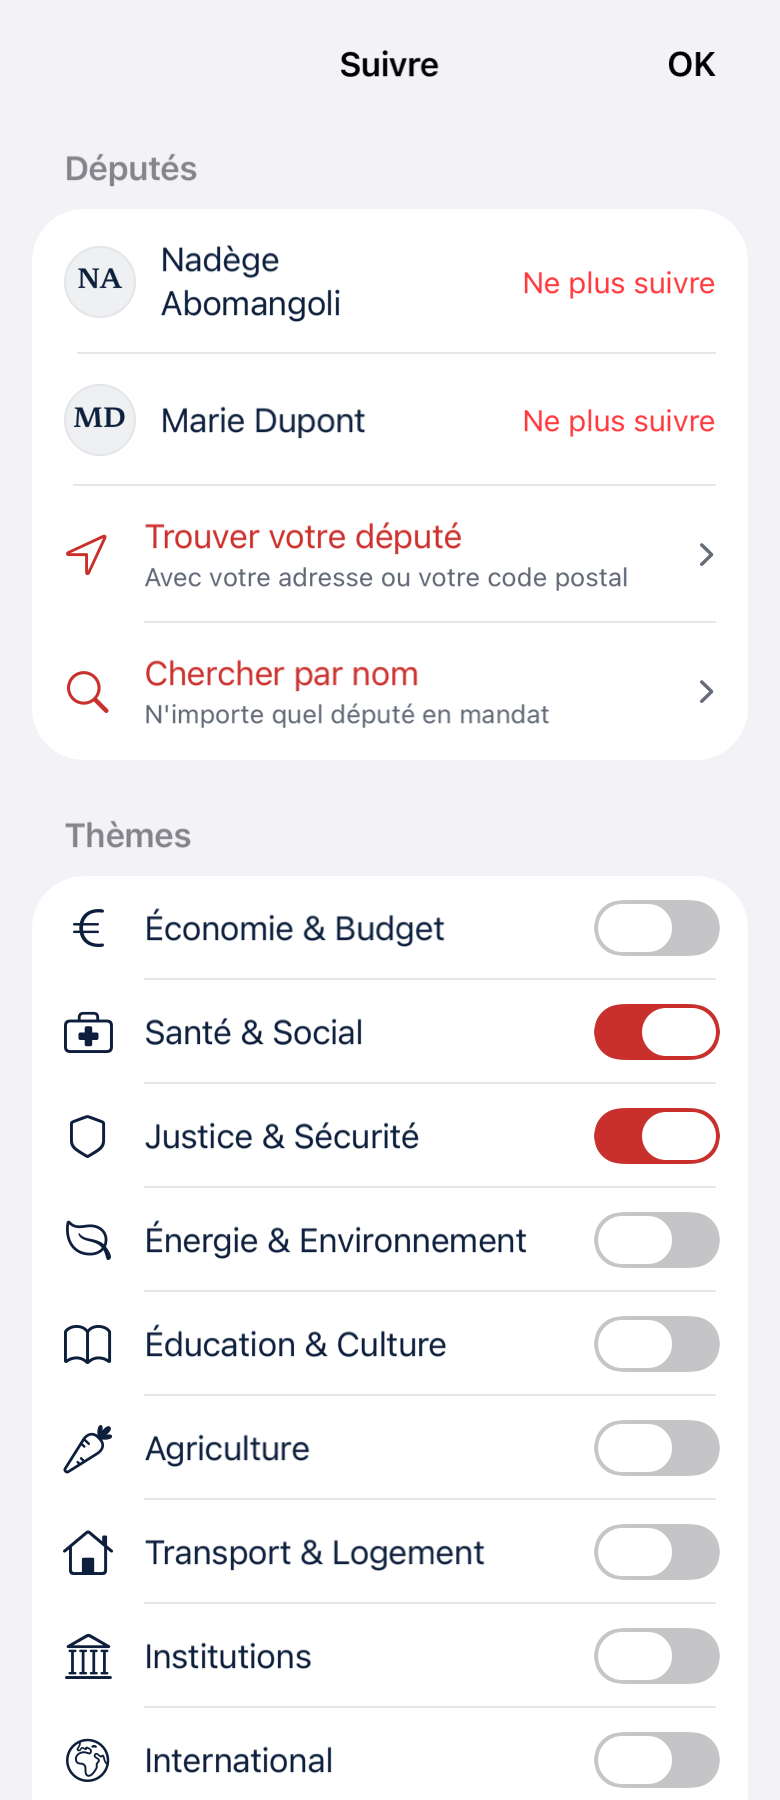 Suivre
OK
Députés
NA
Nadège
Abomangoli
Ne plus suivre
MD
Marie Dupont
Ne plus suivre
Trouver votre député
Avec votre adresse ou votre code postal
Chercher par nom
N'importe quel député en mandat
Thèmes
Économie & Budget
Santé & Social
Justice & Sécurité
Énergie & Environnement
Éducation & Culture
Agriculture
Transport & Logement
Institutions
International